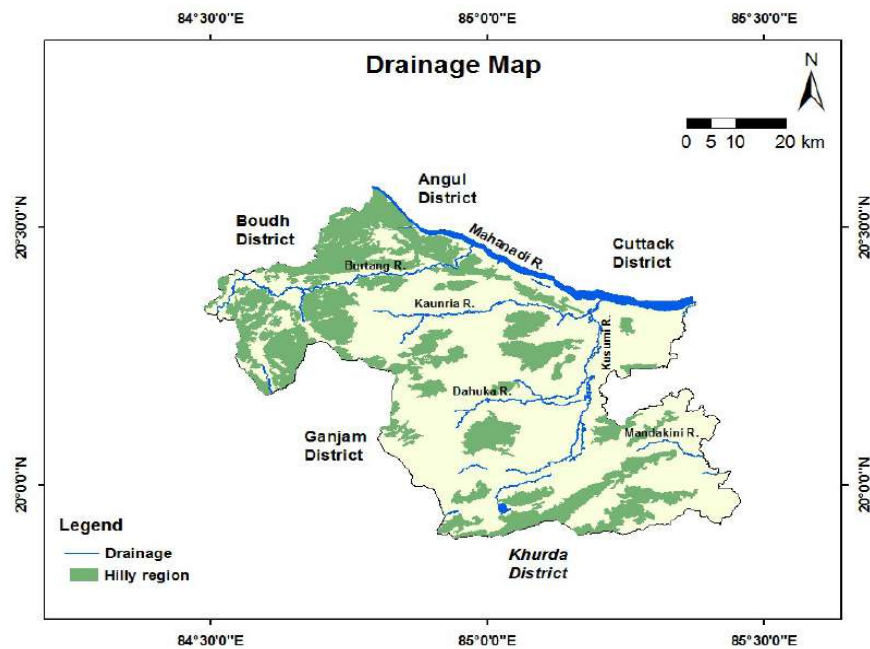 84°30'0"E 85°0'0"E 85°30'0"E
Drainage Map
N
0 5 10 20 km
20°30'0"N
20°30'0"N
Angul
District
Boudh
District
Mahanadi R.
Cuttack
District
Burtang R.
Kaunria R.
Kusumi R.
Dahuka R.
Mandakini R.
Ganjam
District
20°0'0"N
20°0'0"N
Legend
Drainage
Hilly region
Khurda
District
84°30'0"E 85°0'0"E 85°30'0"E